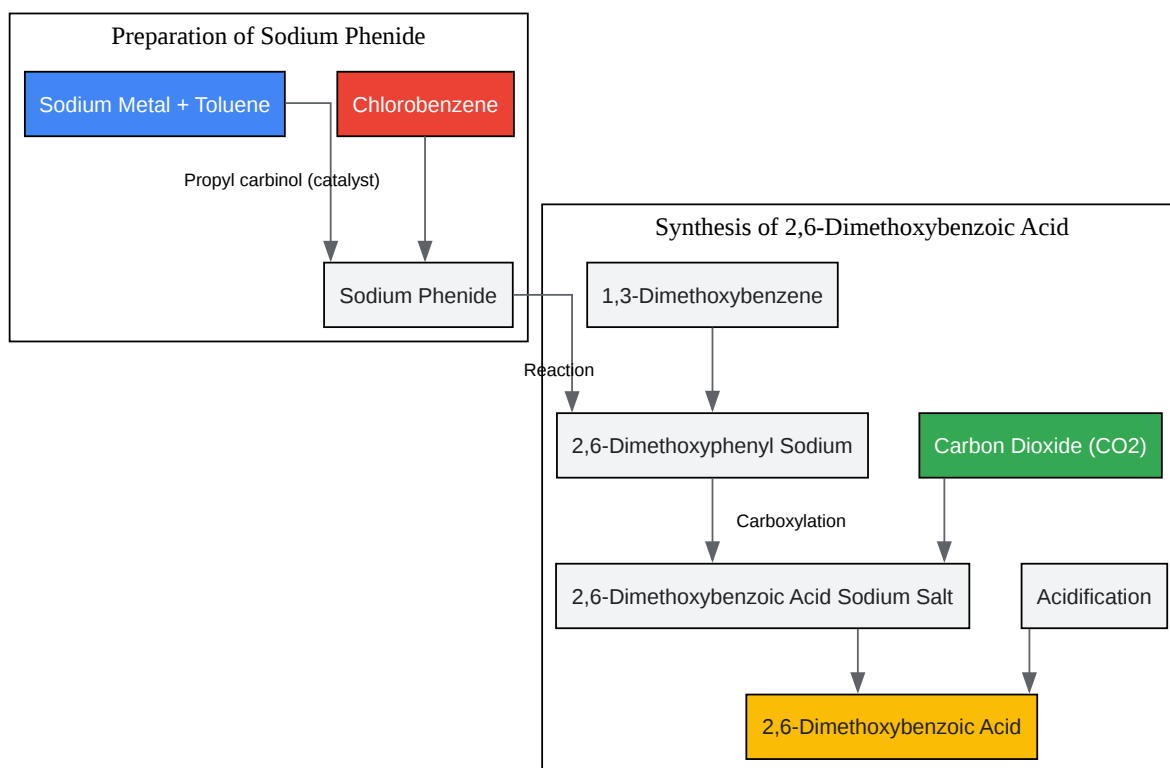 Preparation of Sodium Phenide
Sodium Metal + Toluene
Chlorobenzene
Propyl carbinol (catalyst)
Sodium Phenide
Synthesis of 2,6-Dimethoxybenzoic Acid
1,3-Dimethoxybenzene
Reaction
2,6-Dimethoxyphenyl Sodium
Carbon Dioxide (CO2)
Carboxylation
2,6-Dimethoxybenzoic Acid Sodium Salt
Acidification
2,6-Dimethoxybenzoic Acid